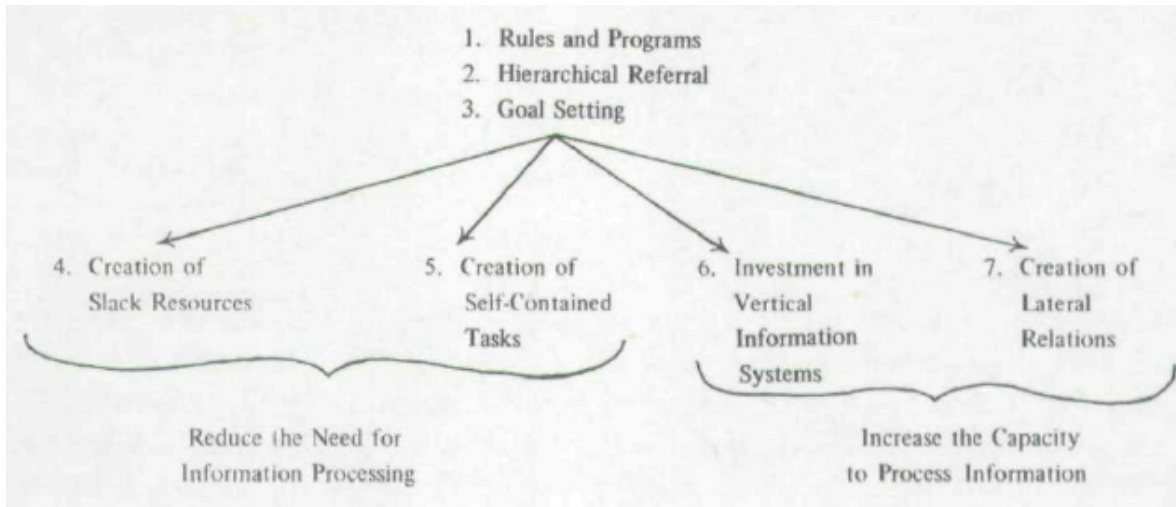 1. Rules and Programs
2. Hierarchical Referral
3. Goal Setting
4. Creation of
Slack Resources
5. Creation of
Self-Contained
Tasks
6. Investment in
Vertical
Information
Systems
7. Creation of
Lateral
Relations
Reduce the Need for
Information Processing
Increase the Capacity
to Process Information